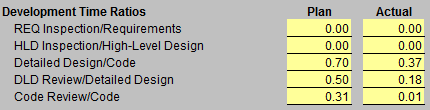 Development Time Ratios Plan Actual
REQ Inspection/Requirements 0.00 0.00
HLD Inspection/High-Level Design 0.00 0.00
Detailed Design/Code 0.70 0.37
DLD Review/Detailed Design 0.50 0.18
Code Review/Code 0.31 0.01